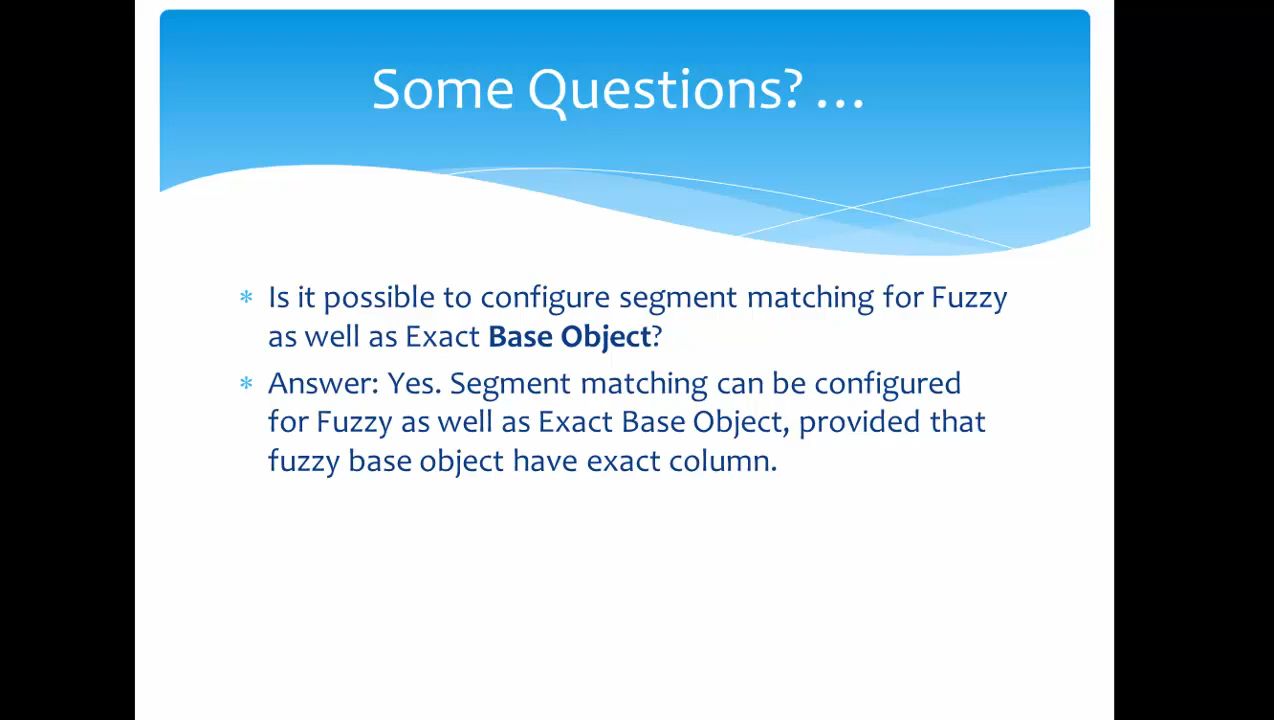 Some Questions? …
* Is it possible to configure segment matching for Fuzzy
as well as Exact Base Object?
* Answer: Yes. Segment matching can be configured
for Fuzzy as well as Exact Base Object, provided that
fuzzy base object have exact column.